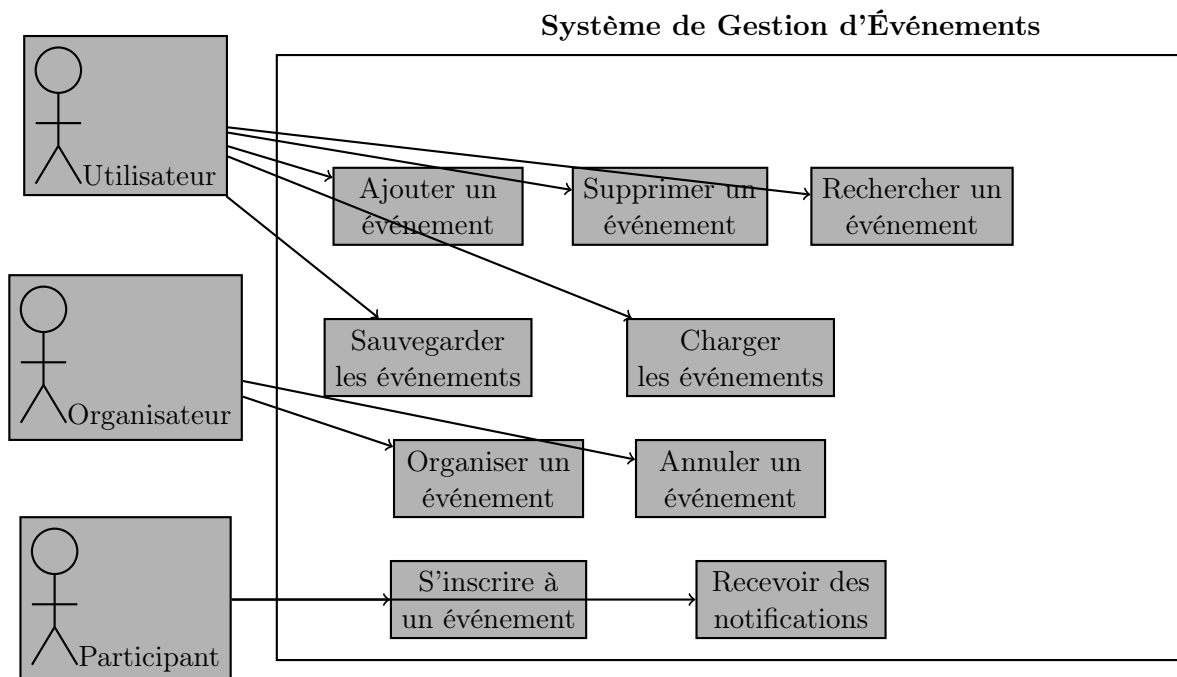 Système de Gestion d'Événements
Utilisateur
Ajouter un
événement
Supprimer un
événement
Rechercher un
événement
Sauvegarder
les événements
Charger
les événements
Organisateur
Organiser un
événement
Annuler un
événement
Participant
S'inscrire à
un événement
Recevoir des
notifications